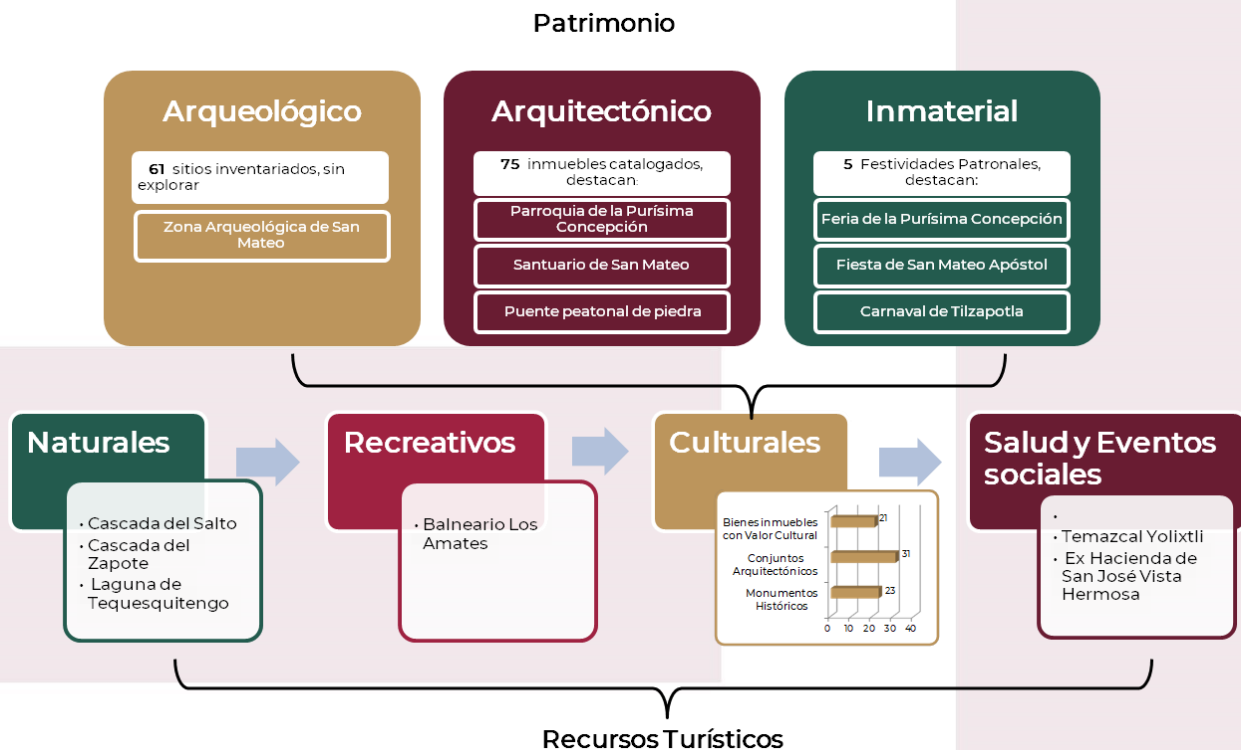 Patrimonio
Arqueológico
61 sitios inventariados, sin
explorar
Zona Arqueológica de San
Mateo
Arquitectónico
75 inmuebles catalogados,
destacan:
Parroquia de la Purísima
Concepción
Santuario de San Mateo
Puente peatonal de piedra
Inmaterial
5 Festividades Patronales,
destacan:
Feria de la Purísima Concepción
Fiesta de San Mateo Apóstol
Carnaval de Tilzapotla
Naturales
• Cascada del Salto
• Cascada del
Zapote
• Laguna de
Tequesquitengo
Recreativos
• Balneario Los
Amates
Culturales
Bienes inmuebles
con Valor Cultural
21
Conjuntos
Arquitectónicos
31
Monumentos
Históricos
23
0 10 20 30 40
Salud y Eventos
sociales
•
Temazcal Yolixtli
• Ex Hacienda de
San José Vista
Hermosa
Recursos Turísticos